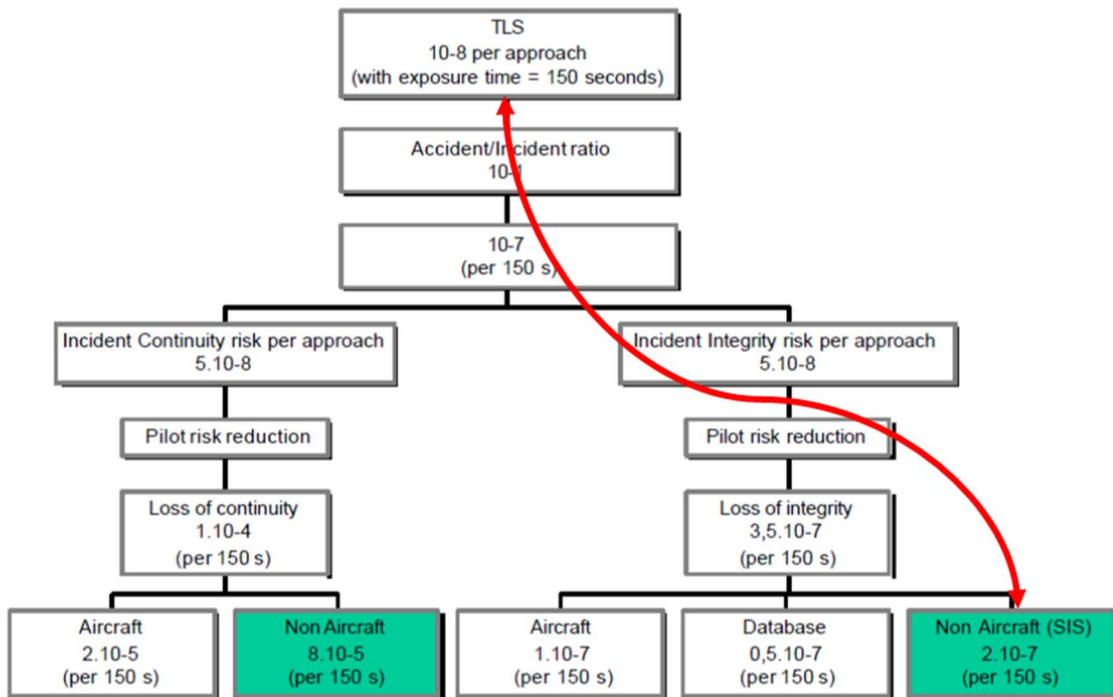 TLS
10-8 per approach
(with exposure time = 150 seconds)
Accident/Incident ratio
10-1
10-7
(per 150 s)
Incident Continuity risk per approach
5.10-8
Incident Integrity risk per approach
5.10-8
Pilot risk reduction
Pilot risk reduction
Loss of continuity
1.10-4
(per 150 s)
Loss of integrity
3,5.10-7
(per 150 s)
Aircraft
2.10-5
(per 150 s)
Non Aircraft
8.10-5
(per 150 s)
Aircraft
1.10-7
(per 150 s)
Database
0,5.10-7
(per 150 s)
Non Aircraft (SIS)
2.10-7
(per 150 s)